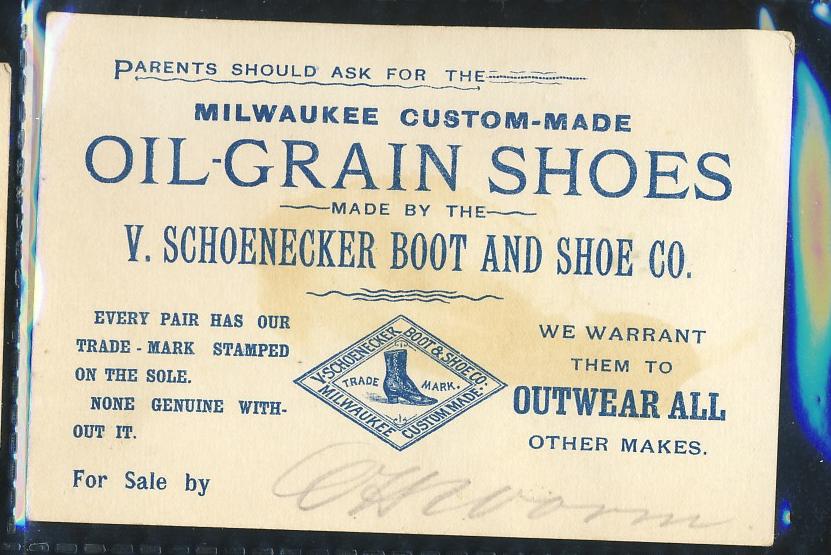 PARENTS SHOULD ASK FOR THE
MILWAUKEE CUSTOM-MADE
OIL-GRAIN SHOES
MADE BY THE
V. SCHOENECKER BOOT AND SHOE CO.
EVERY PAIR HAS OUR
TRADE-MARK STAMPED
ON THE SOLE.
NONE GENUINE WITH-
OUT IT.
V. SCHOENECKER BOOT & SHOE CO.
TRADE MARK.
MILWAUKEE CUSTOM MADE
WE WARRANT
THEM TO
OUTWEAR ALL
OTHER MAKES.
For Sale by